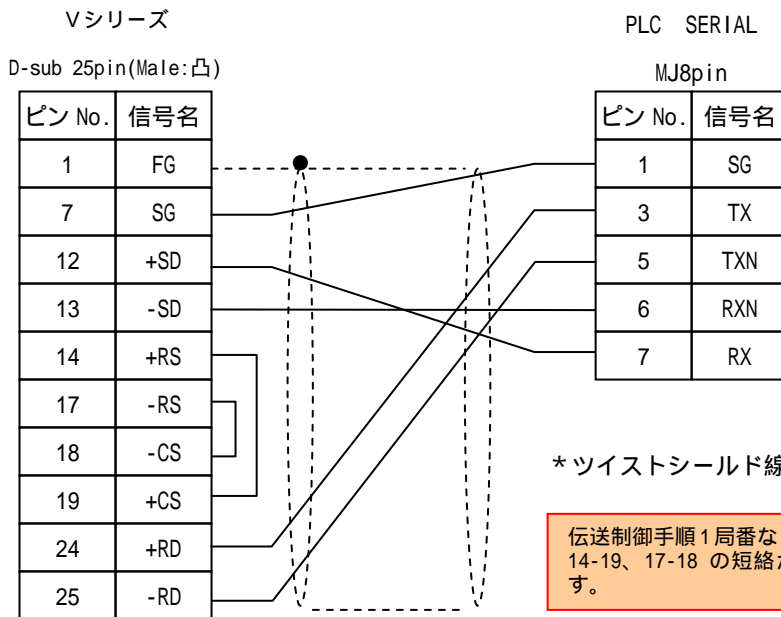 Vシリーズ
PLC SERIAL
D-sub 25pin(Male:凸)
MJ8pin
ピン No. 信号名
1 FG
7 SG
12 +SD
13 -SD
14 +RS
17 -RS
18 -CS
19 +CS
24 +RD
25 -RD
ピン No. 信号名
1 SG
3 TX
5 TXN
6 RXN
7 RX
*ツイストシールド線
伝送制御手順1局番な
14-19、17-18 の短絡
す。